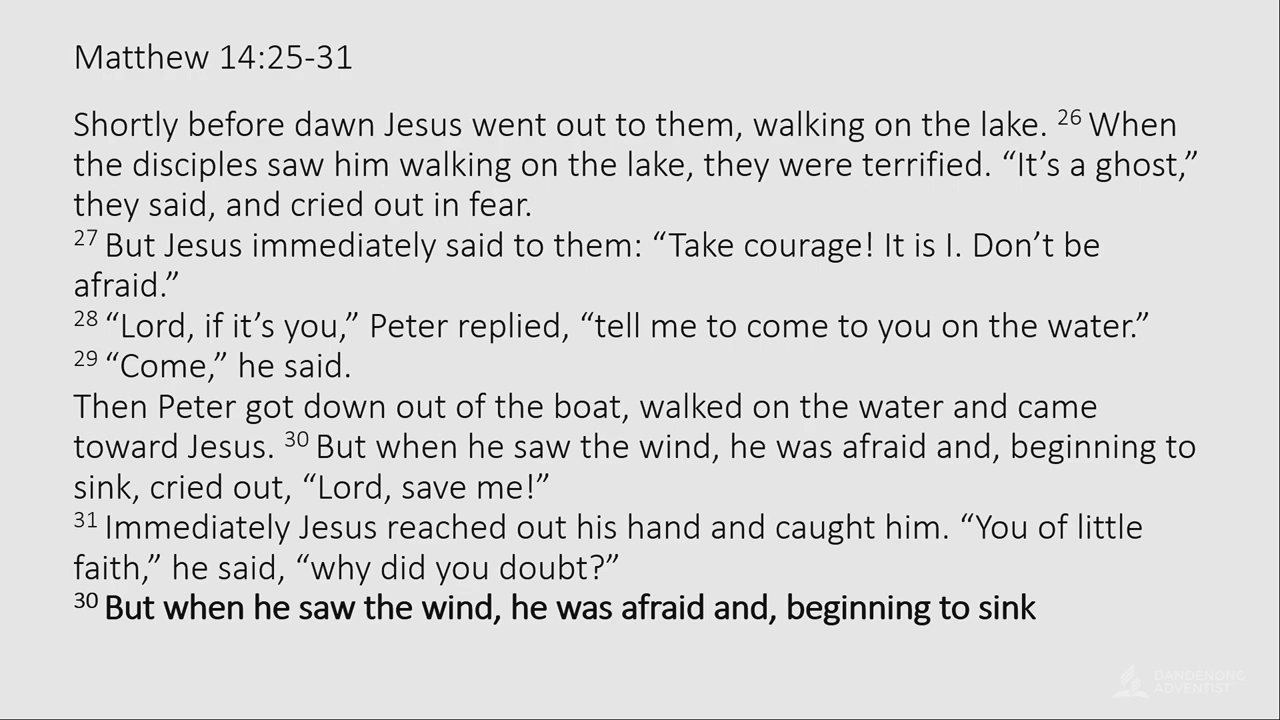 Matthew 14:25-31
Shortly before dawn Jesus went out to them, walking on the lake. 26 When
the disciples saw him walking on the lake, they were terrified. “It’s a ghost,”
they said, and cried out in fear.
27 But Jesus immediately said to them: “Take courage! It is I. Don’t be
afraid.”
28 “Lord, if it’s you,” Peter replied, “tell me to come to you on the water.”
29 “Come,” he said.
Then Peter got down out of the boat, walked on the water and came
toward Jesus. 30 But when he saw the wind, he was afraid and, beginning to
sink, cried out, “Lord, save me!”
31 Immediately Jesus reached out his hand and caught him. “You of little
faith,” he said, “why did you doubt?”
30 But when he saw the wind, he was afraid and, beginning to sink
DANDENONG
ADVENTIST